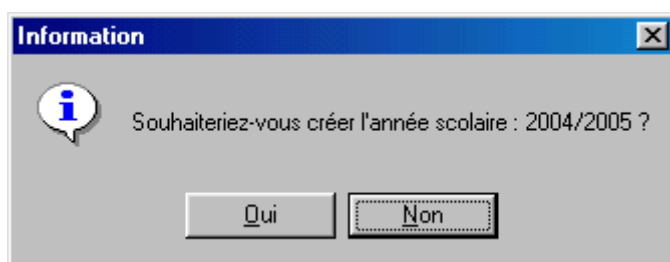 Information
Souhaiteriez-vous créer l'année scolaire : 2004/2005 ?
Oui Non